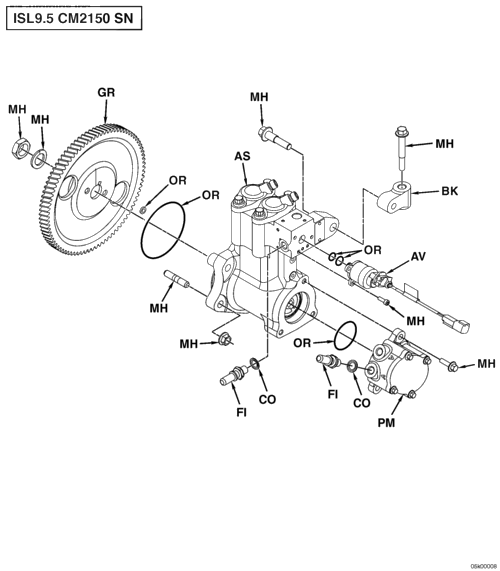 ISL9.5 CM2150 SN
GR
MH
MH
MH
MH
AS
OR
OR
BK
OR
AV
MH
MH
MH
OR
MH
FI
CO
FI
CO
PM
06k00008